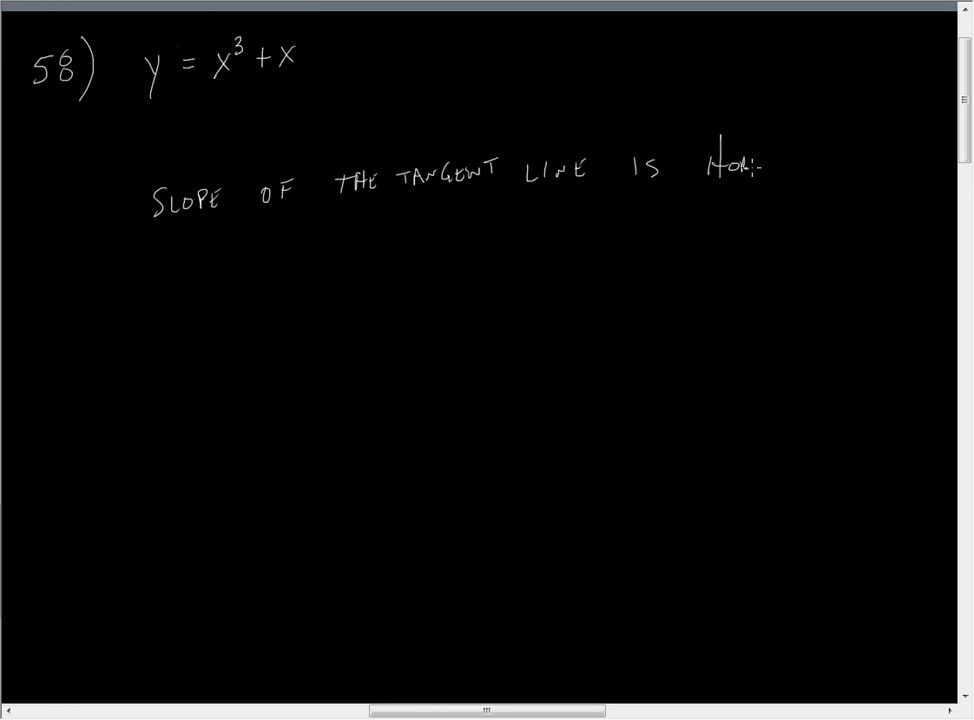 58) y = x³ + x
SLOPE OF THE TANGENT LINE IS